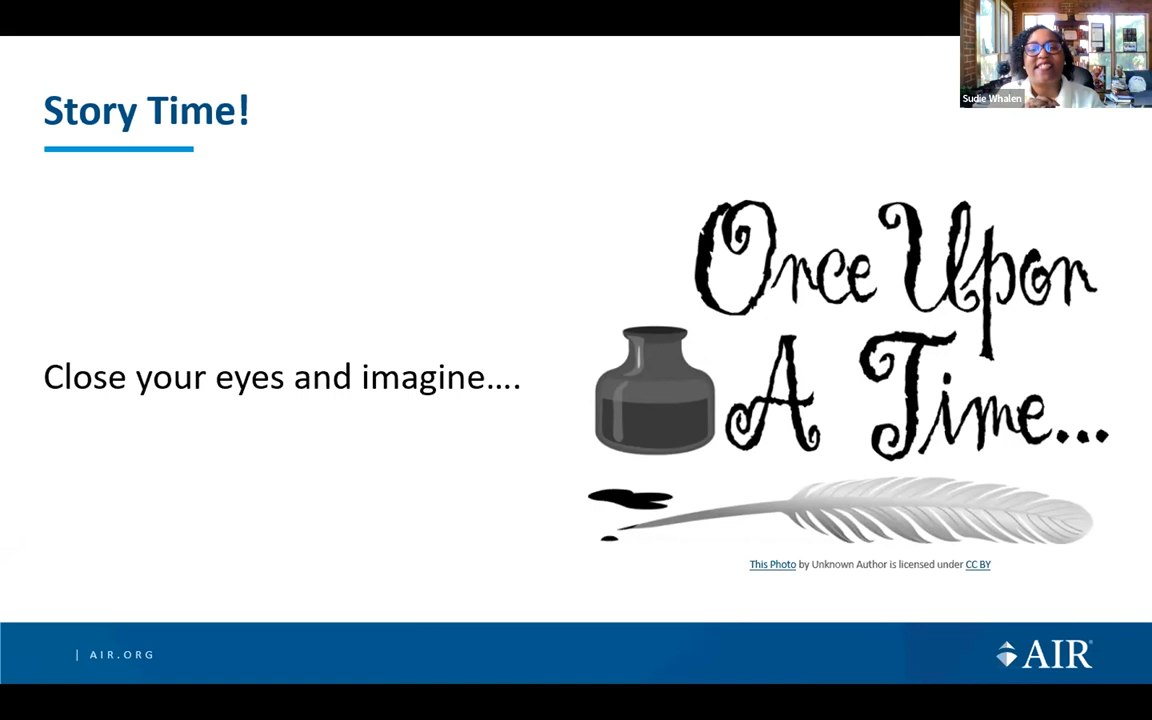 Sudie Whalen
Story Time!
Close your eyes and imagine....
Once Upon
A Time...
This Photo by Unknown Author is licensed under CC BY
| AIR.ORG
AIR®